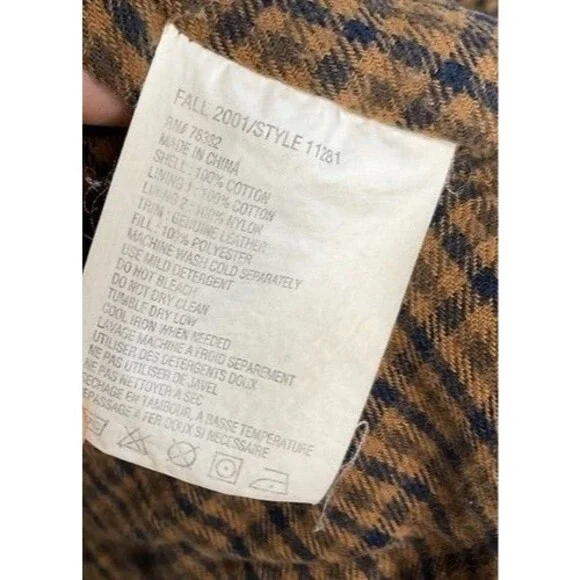 FALL 2001/STYLE 11281
RN# 76382
MADE IN CHINA
SHELL : 100% COTTON
LINING 1 : 100% COTTON
LINING 2 : 100% NYLON
TRIM : GENUINE LEATHER
FILL : 100% POLYESTER
MACHINE WASH COLD SEPARATELY
USE MILD DETERGENT
DO NOT BLEACH
DO NOT DRY CLEAN
TUMBLE DRY LOW
COOL IRON WHEN NEEDED
LAVAGE MACHINE A FROID SEPAREMENT
UTILISER DES DETERGENTS DOUX
NE PAS UTILISER DE JAVEL
NE PAS NETTOYER A SEC
SECHAGE EN TAMBOUR, A BASSE TEMPERATURE
REPASSAGE A FER DOUX SI NECESSAIRE